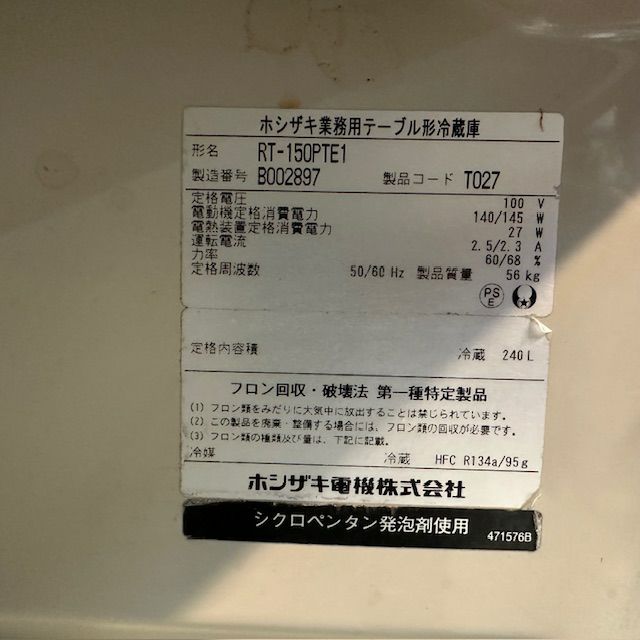 ホシザキ業務用テーブル形冷蔵庫
形名 RT-150PTE1
製造番号 B002897 製品コード T027
定格電圧 100 V
電動機定格消費電力 140/145 W
電熱装置定格消費電力 27 W
運転電流 2.5/2.3 A
力率 60/68 %
定格周波数 50/60 Hz 製品質量 56 kg
PS E
定格内容積 冷蔵 240 L
フロン回収・破壊法 第一種特定製品
(1) フロン類をみだりに大気中に放出することは禁じられています。
(2) この製品を廃棄・整備する場合には、フロン類の回収が必要です。
(3) フロン類の種類及び量は、下記に記載。
冷媒 冷蔵 HFC R134a/95g
ホシザキ電機株式会社
シクロペンタン発泡剤使用
471576B